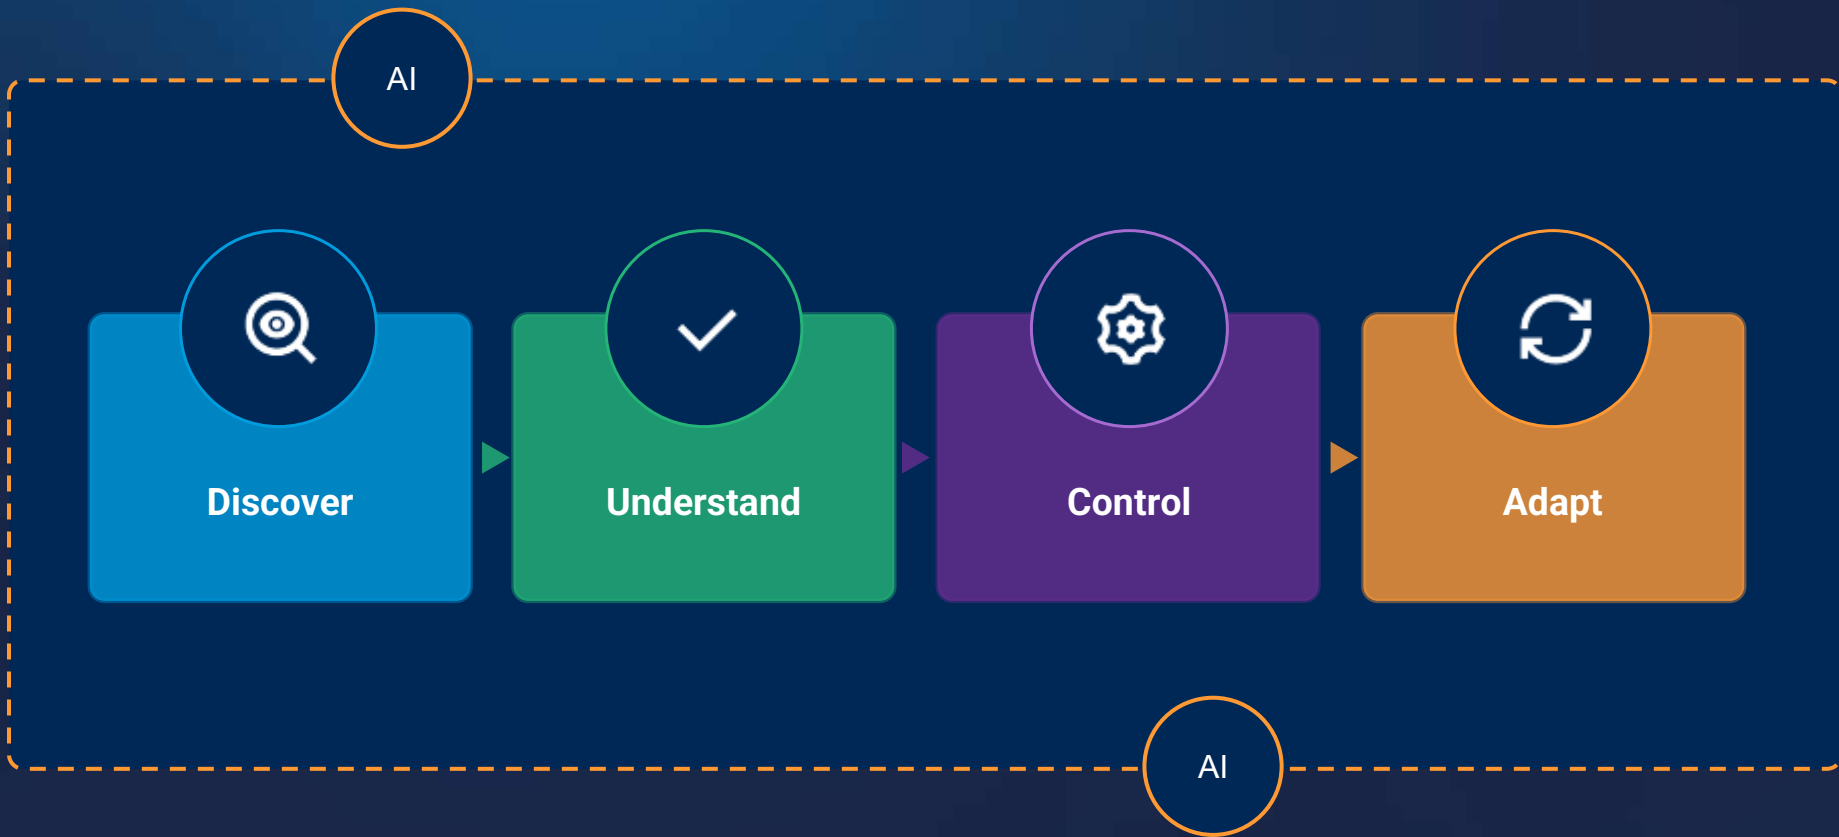 AI
Discover
Understand
Control
Adapt
AI